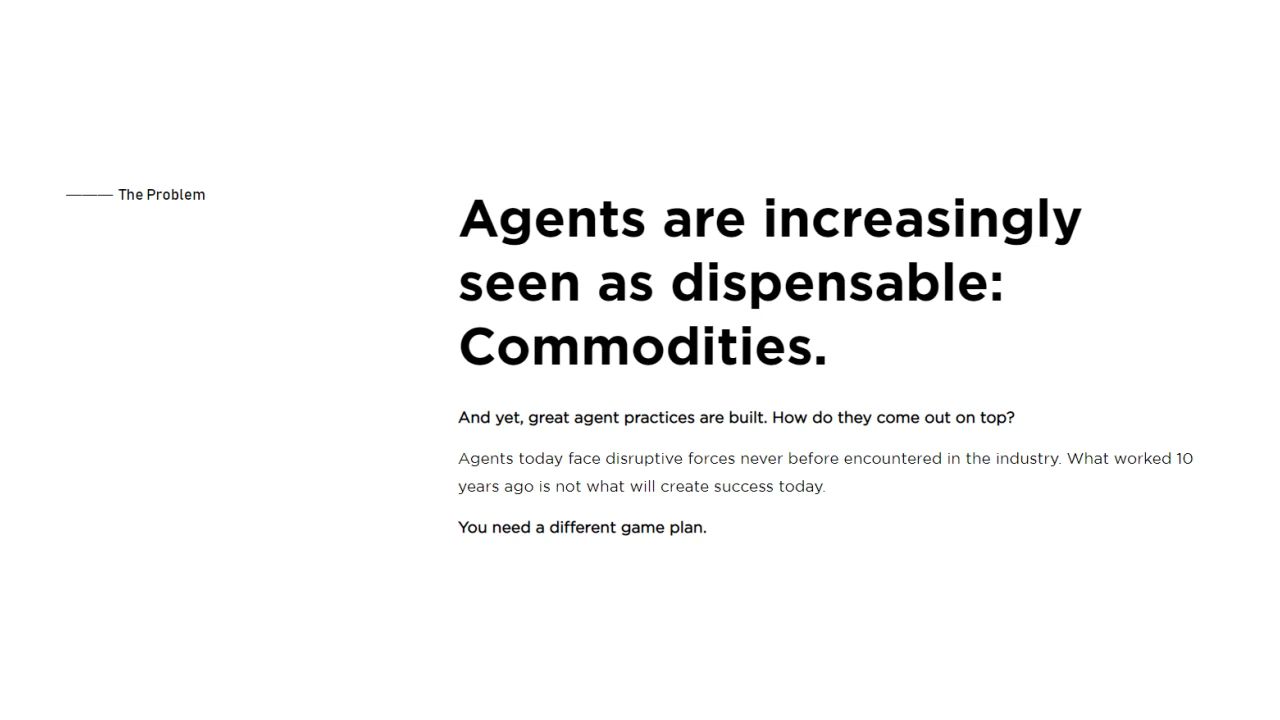 The Problem
Agents are increasingly
seen as dispensable:
Commodities.
And yet, great agent practices are built. How do they come out on top?
Agents today face disruptive forces never before encountered in the industry. What worked 10
years ago is not what will create success today.
You need a different game plan.